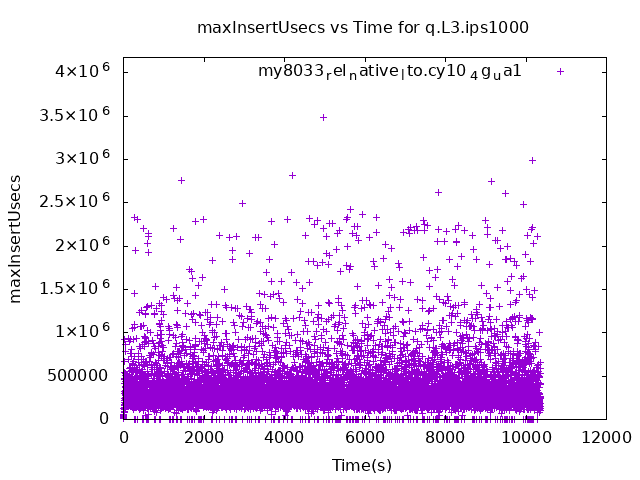 maxInsertUsecs vs Time for q.L3.ips1000
my8033relnativelto.cy104gua1
4×10^6
3.5×10^6
3×10^6
2.5×10^6
2×10^6
1.5×10^6
1×10^6
500000
0
maxInsertUsecs
0 2000 4000 6000 8000 10000 12000
Time(s)